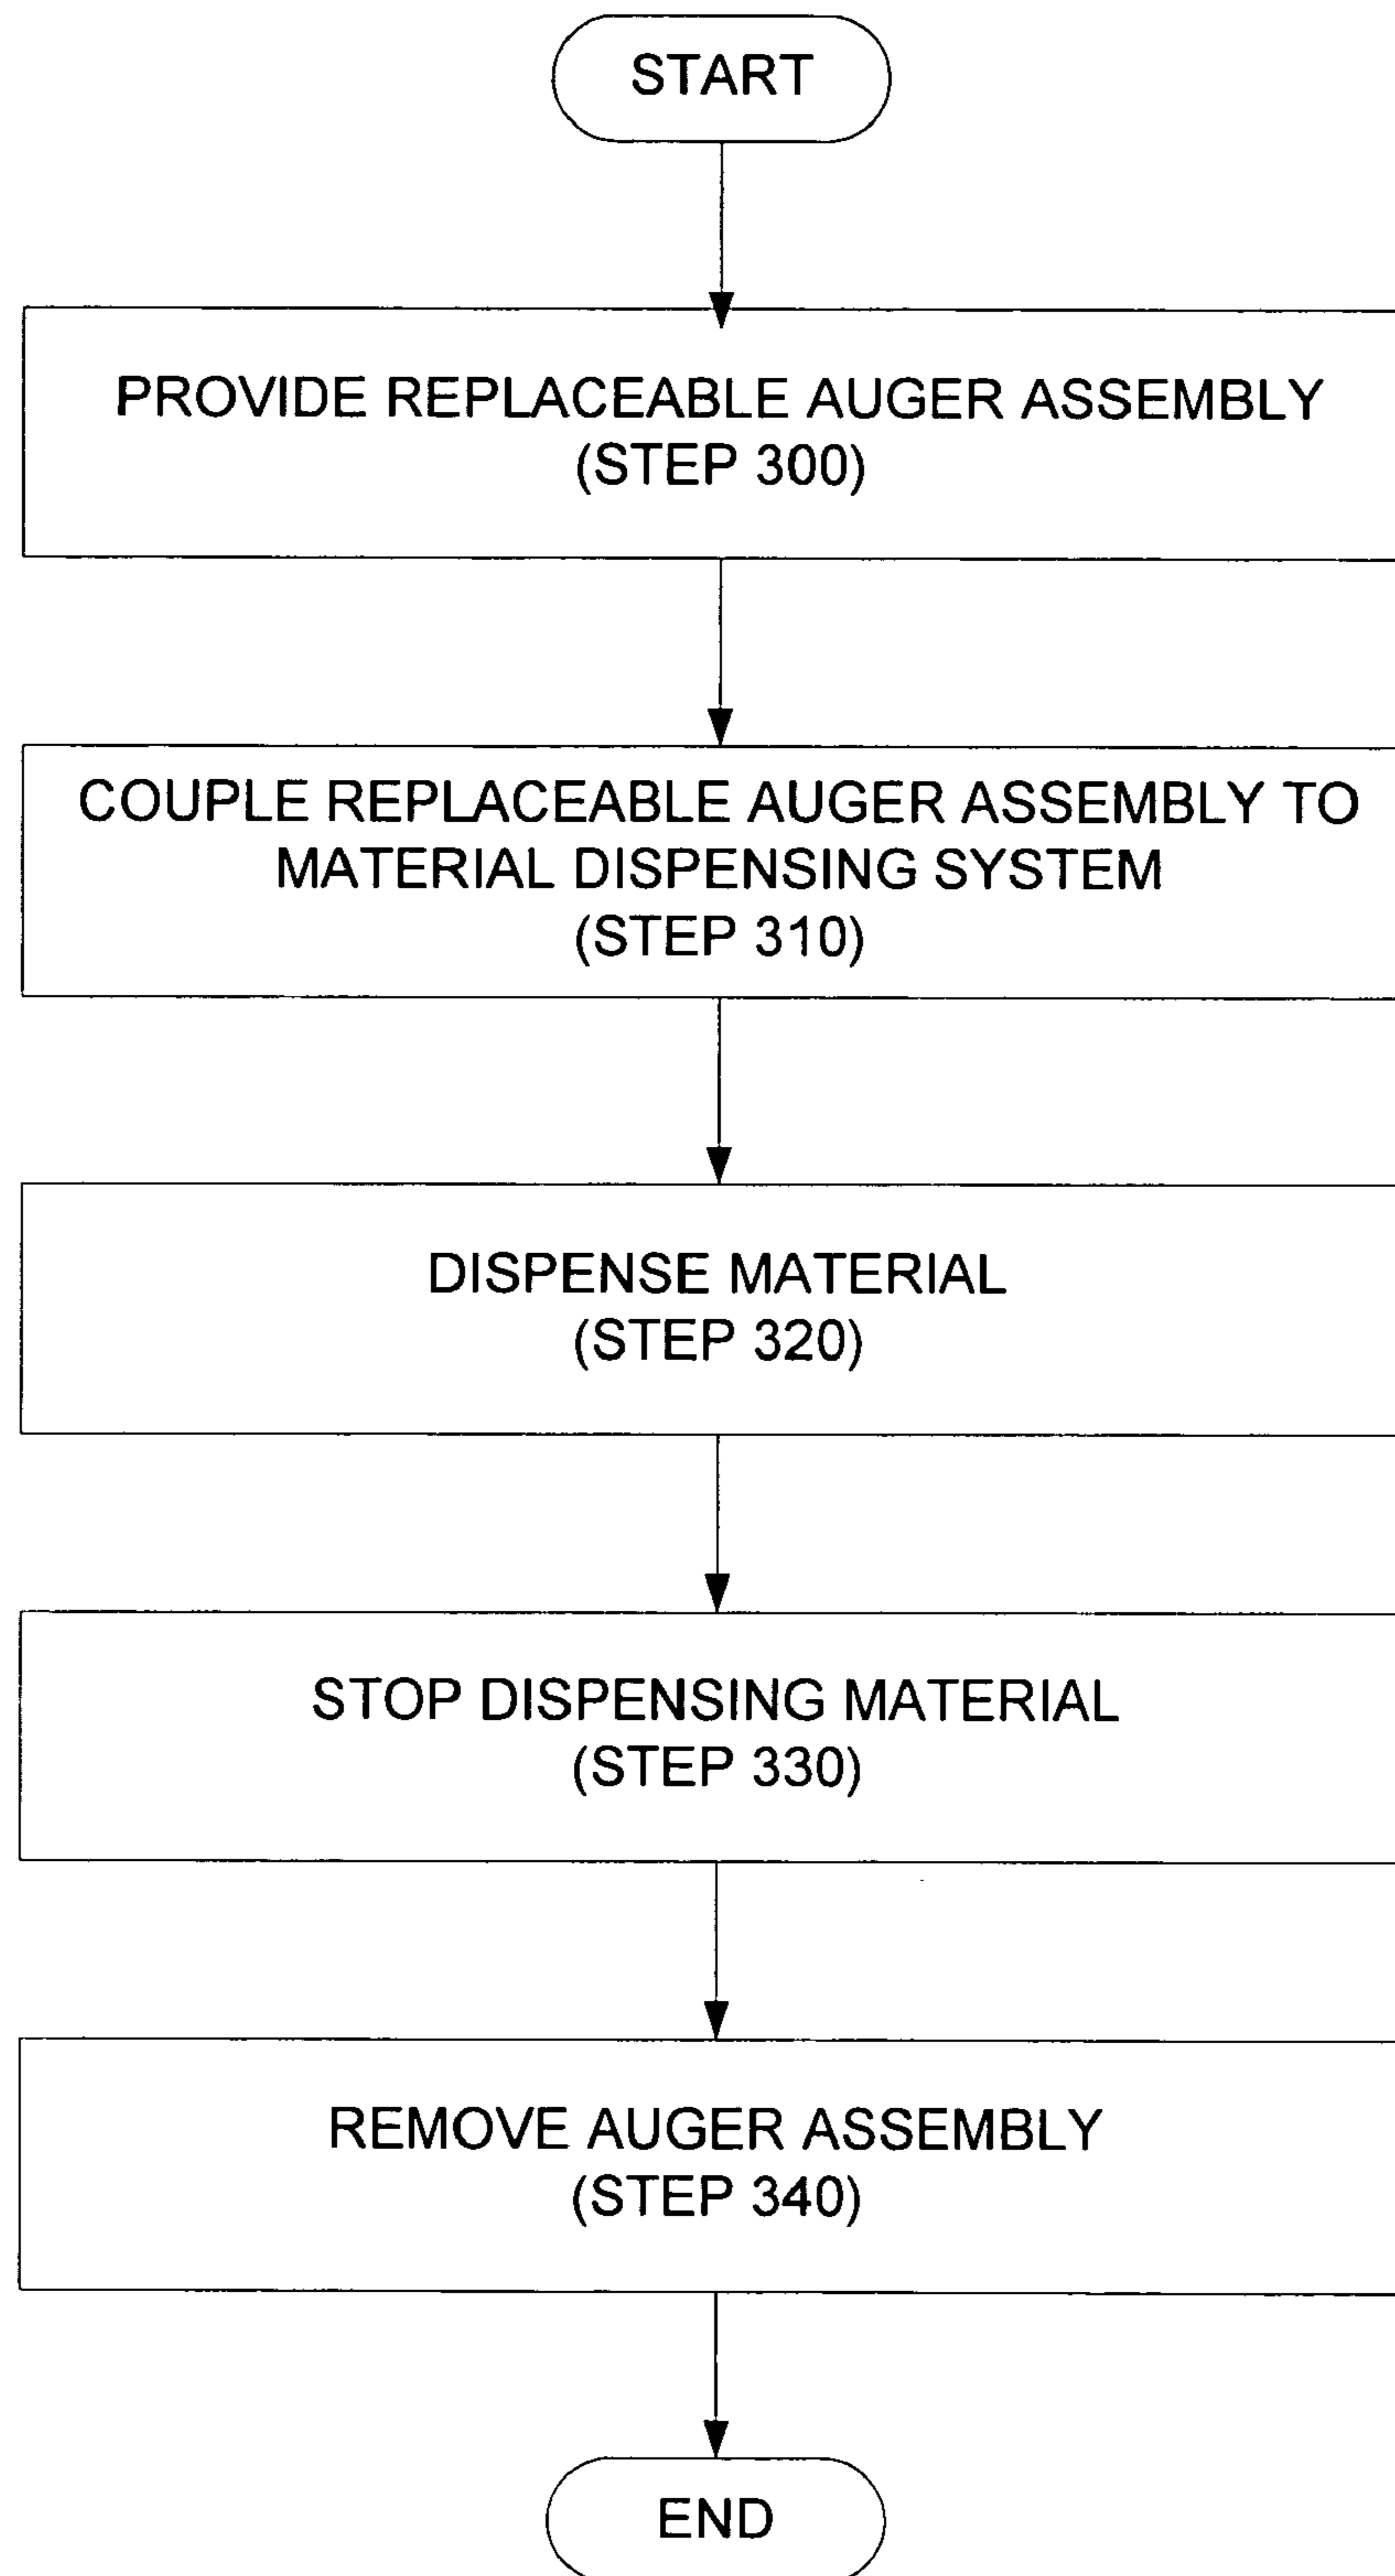 START
PROVIDE REPLACEABLE AUGER ASSEMBLY
(STEP 300)
COUPLE REPLACEABLE AUGER ASSEMBLY TO
MATERIAL DISPENSING SYSTEM
(STEP 310)
DISPENSE MATERIAL
(STEP 320)
STOP DISPENSING MATERIAL
(STEP 330)
REMOVE AUGER ASSEMBLY
(STEP 340)
END